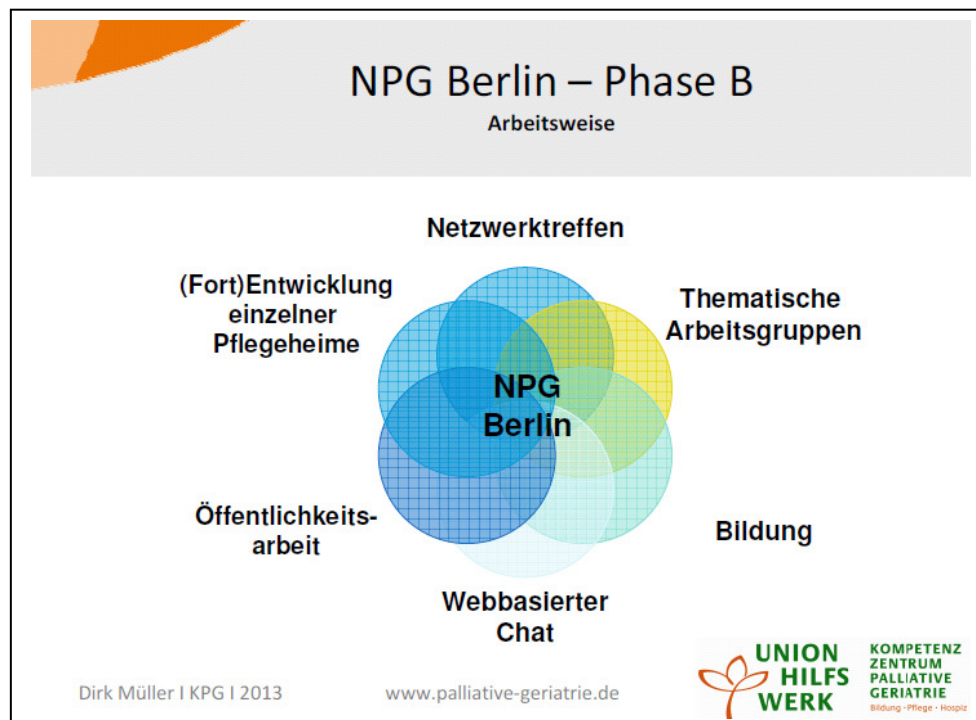 NPG Berlin – Phase B
Arbeitsweise
Netzwerktreffen
(Fort)Entwicklung
einzelner
Pflegeheime
Thematische
Arbeitsgruppen
NPG
Berlin
Öffentlichkeits-
arbeit
Bildung
Webbasierter
Chat
Dirk Müller I KPG I 2013
www.palliative-geriatrie.de
UNION
HILFS
WERK
KOMPETENZ
ZENTRUM
PALLIATIVE
GERIATRIE
Bildung · Pflege · Hospiz